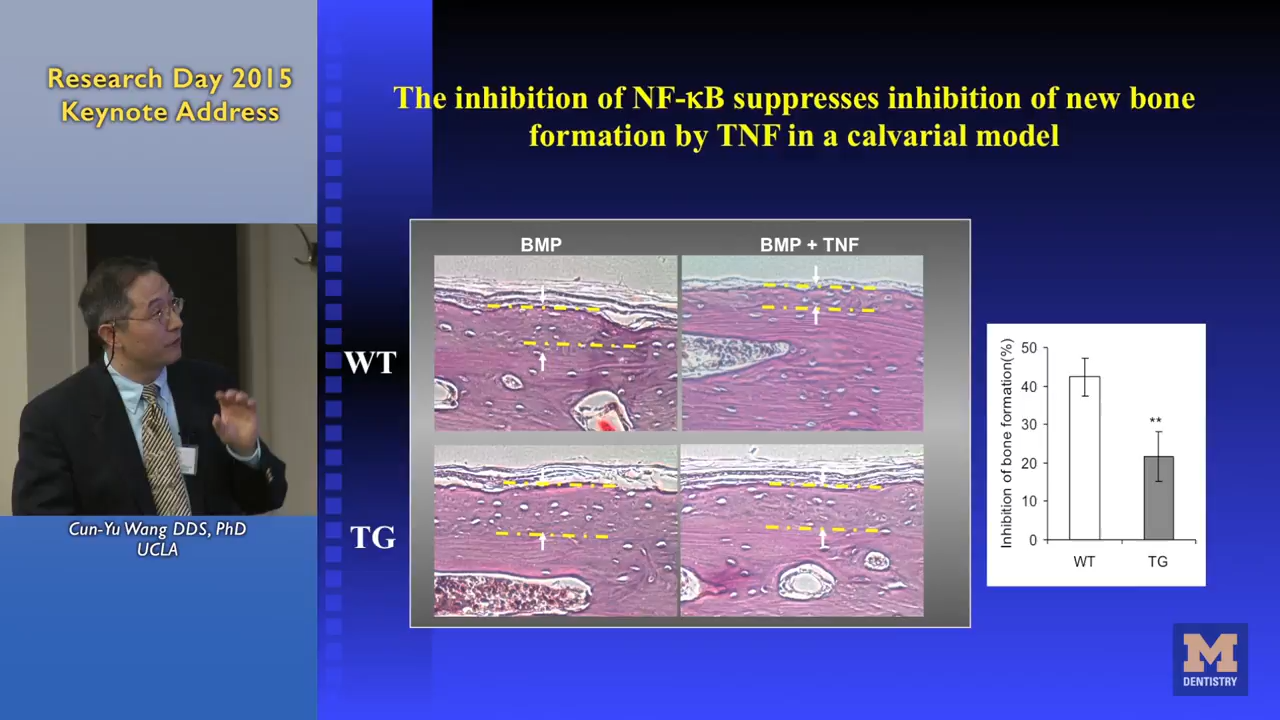 Research Day 2015
Keynote Address
Cun-Yu Wang DDS, PhD
UCLA
The inhibition of NF-κB suppresses inhibition of new bone
formation by TNF in a calvarial model
BMP
BMP + TNF
WT
TG
Inhibition of bone formation(%)
50
40
30
20
10
0
**
WT
TG
M
DENTISTRY